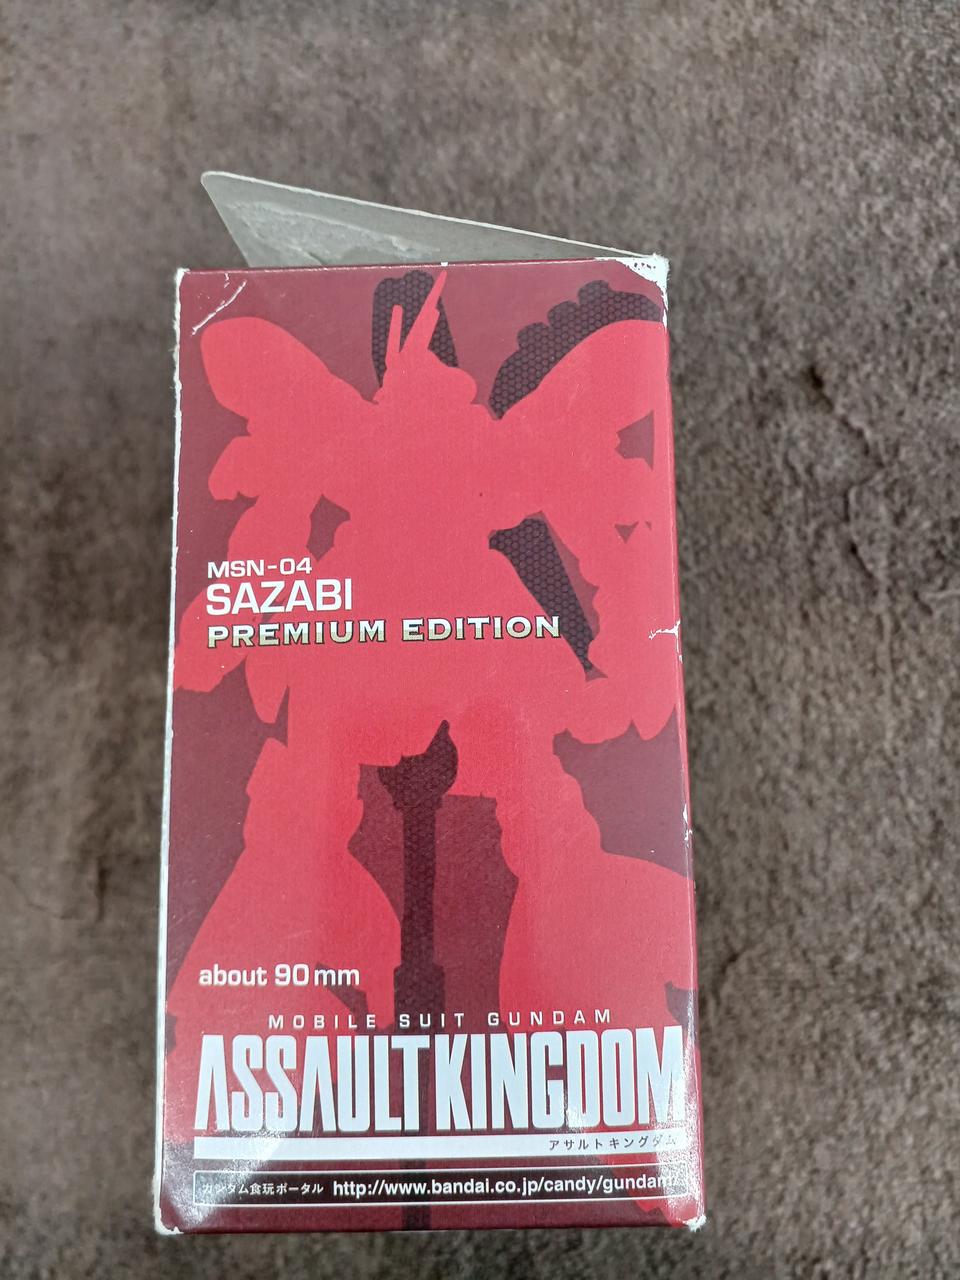 MSN-04
SAZABI
PREMIUM EDITION
about 90mm
MOBILE SUIT GUNDAM
ASSAULT KINGDOM
アサルトキングダム
ガンダム食玩ポータル http://www.bandai.co.jp/candy/gundam/